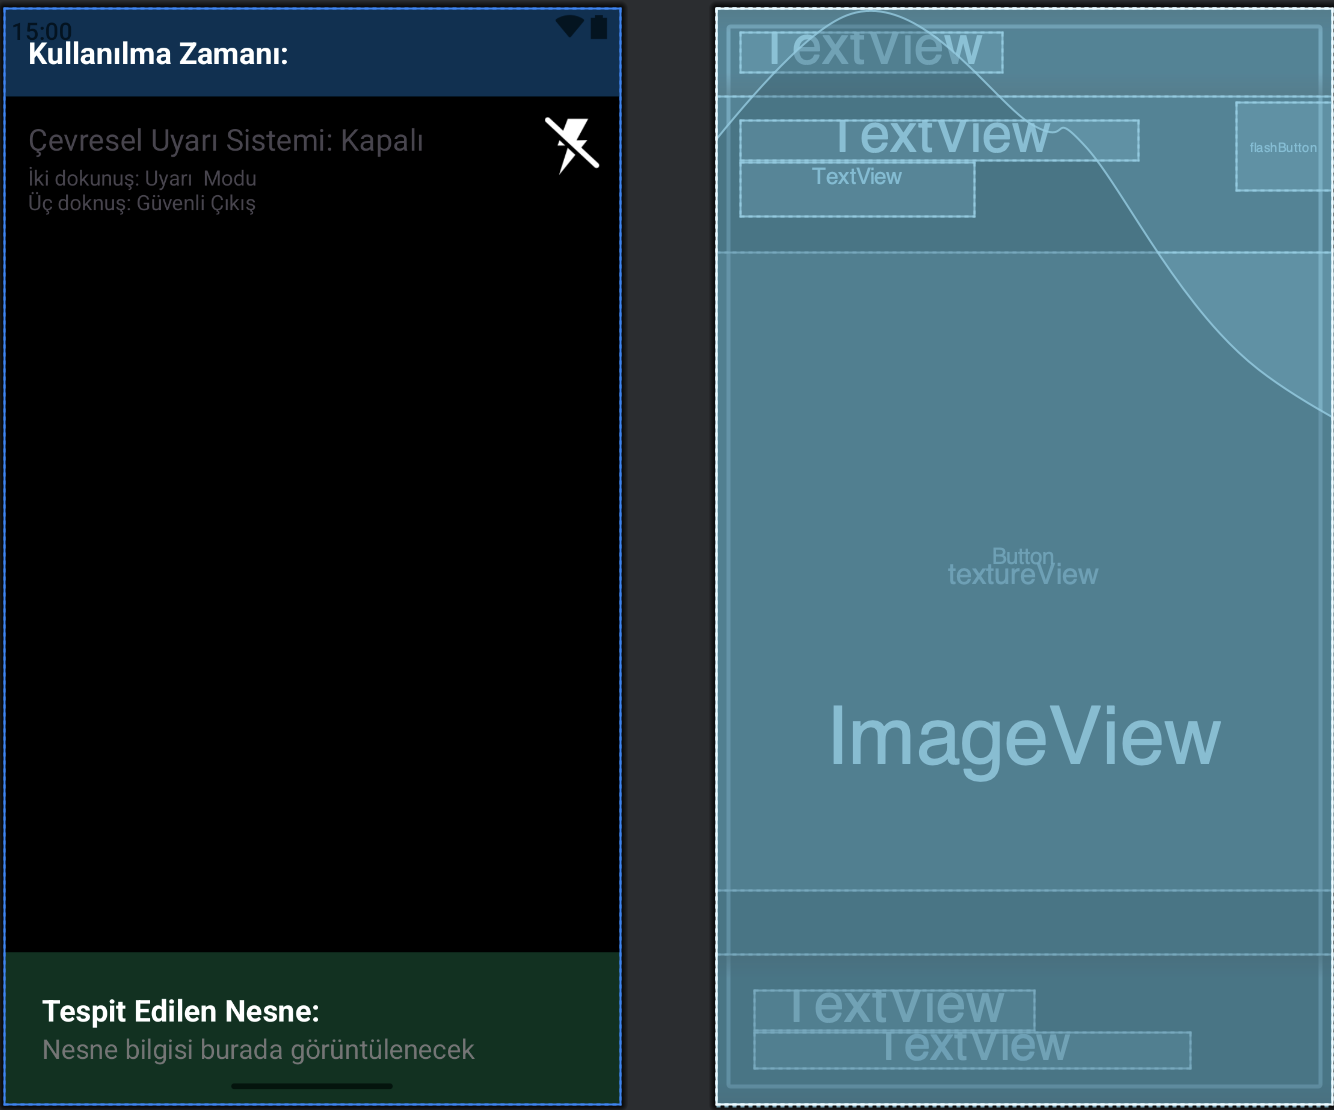 15:00
Kullanılma Zamanı:
Çevresel Uyarı Sistemi: Kapalı
İki dokunuş: Uyarı  Modu
Üç doknuş: Güvenli Çıkış
Tespit Edilen Nesne:
Nesne bilgisi burada görüntülenecek
TextView
TextView
flashButton
TextView
Button
textureView
ImageView
TextView
TextView